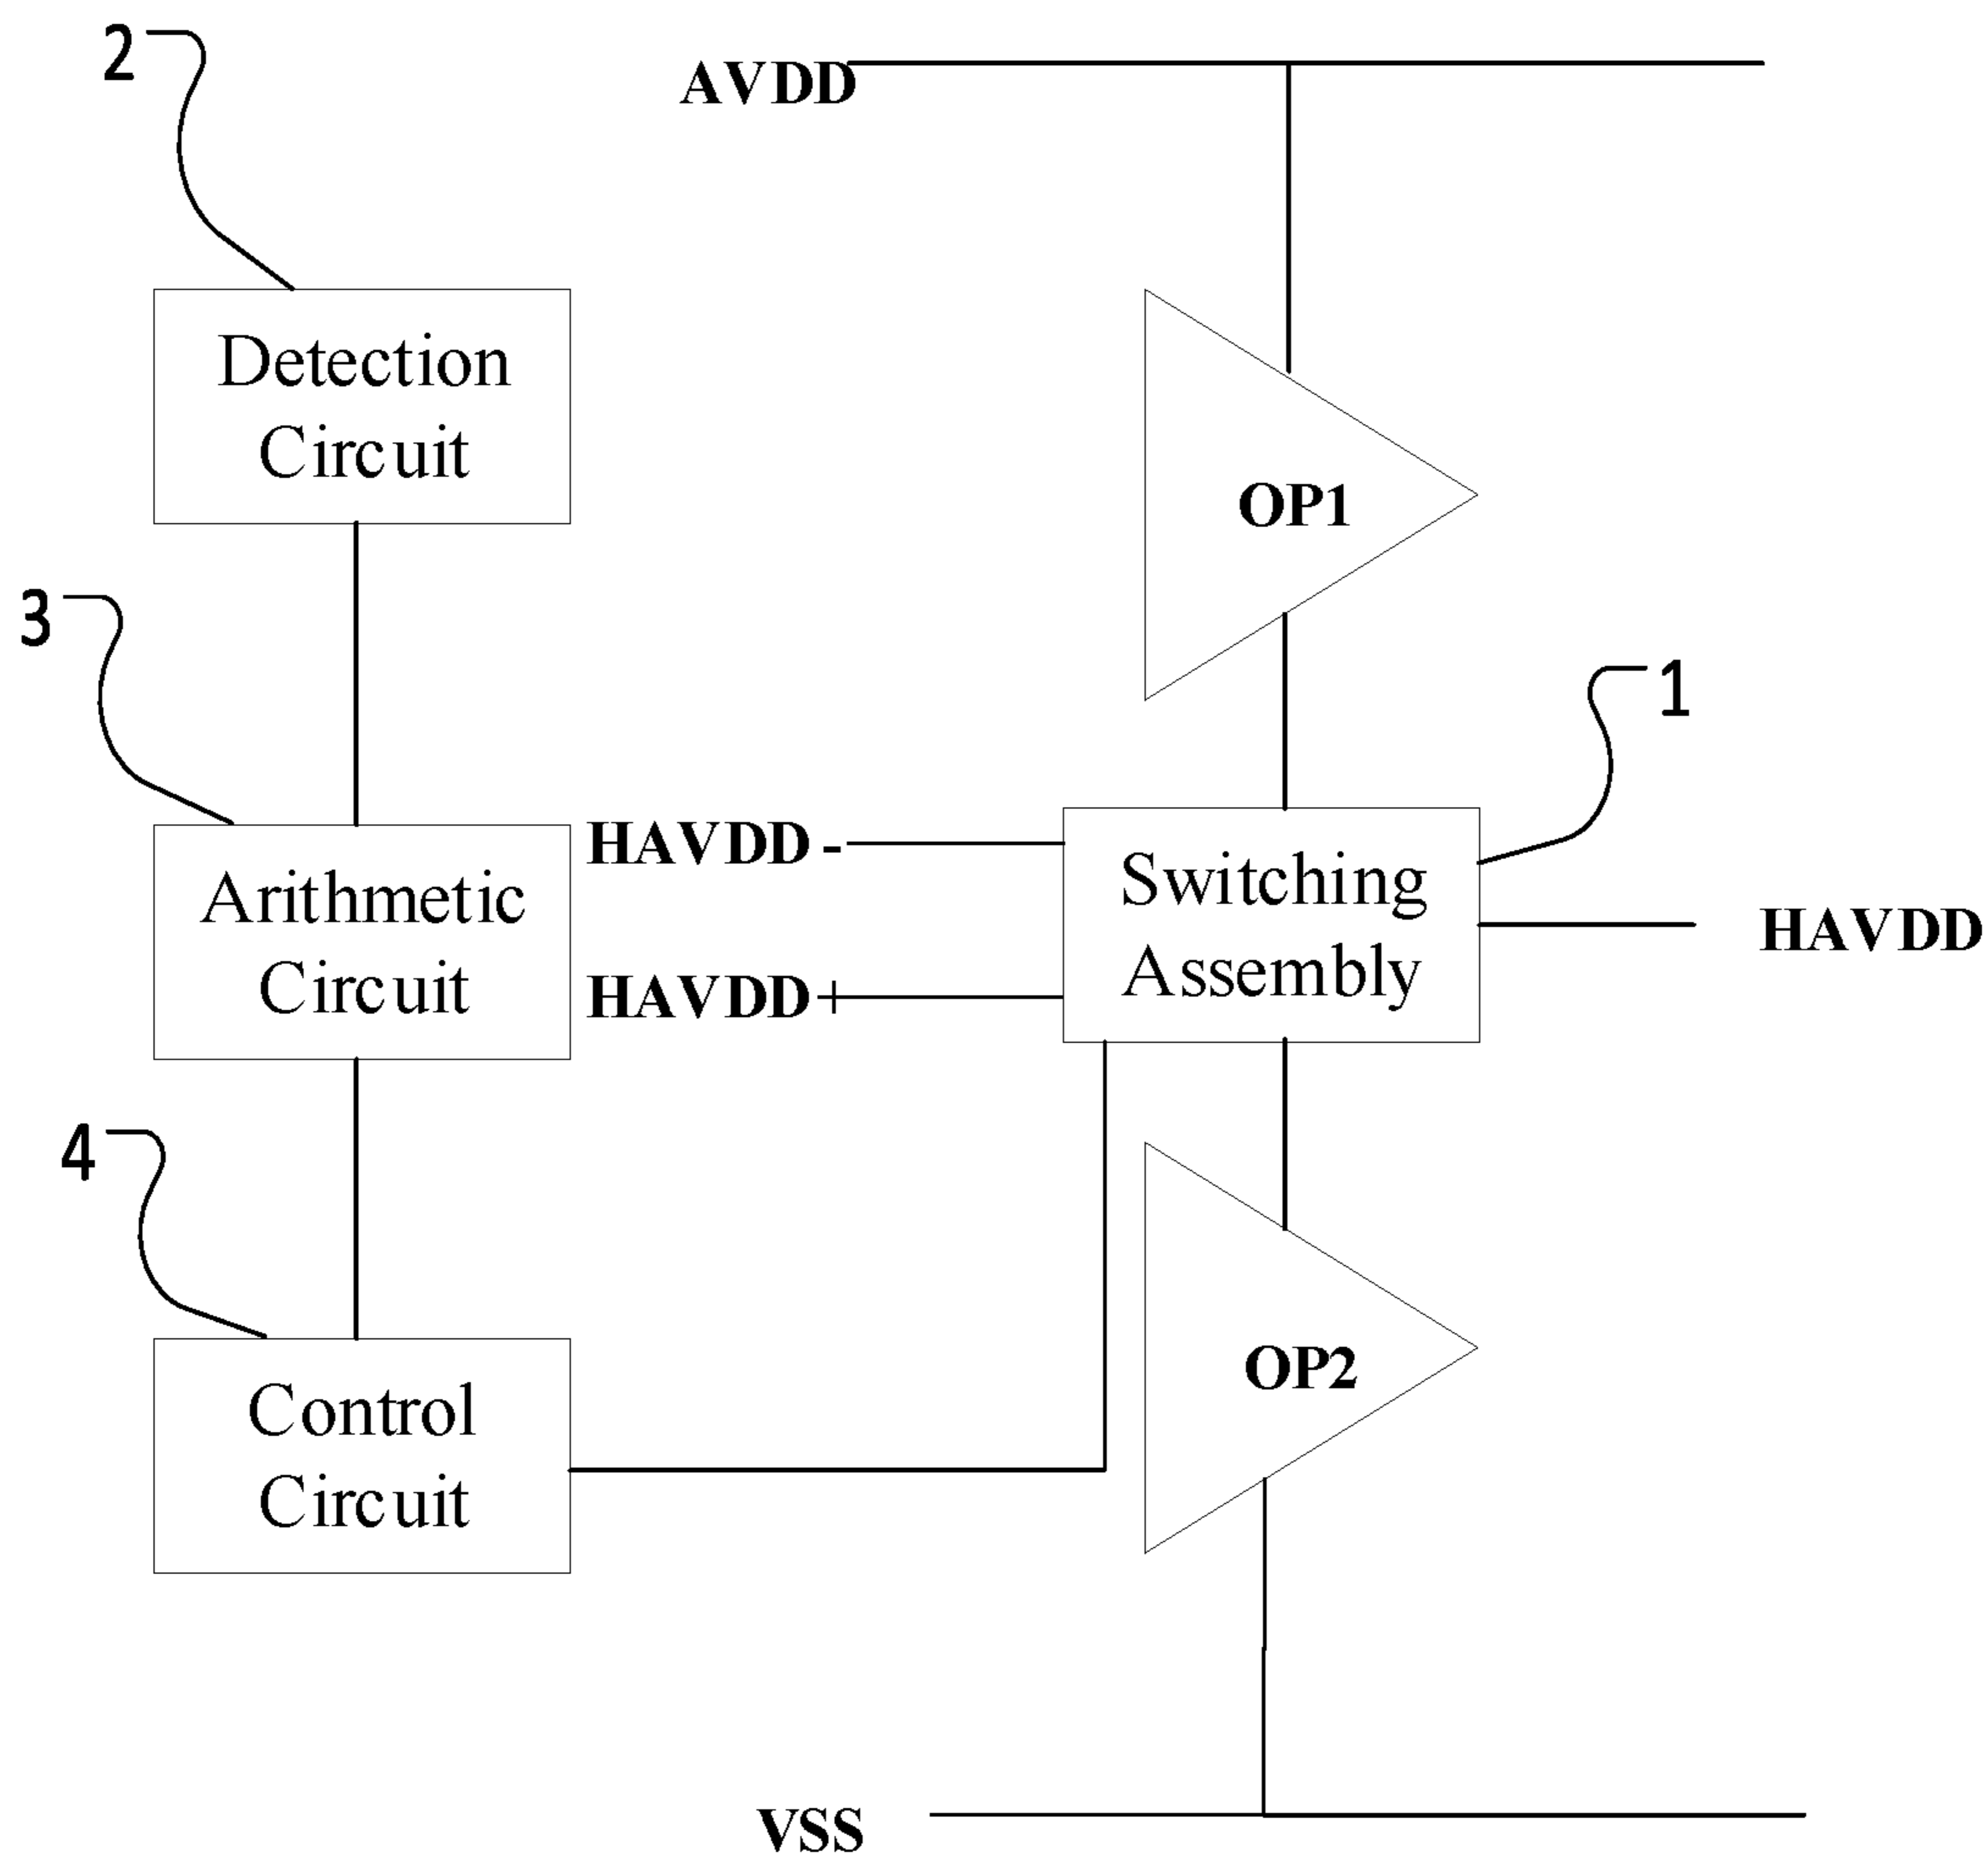 2
AVDD
Detection
Circuit
OP1
3
1
HAVDD -
Switching
Assembly
Arithmetic
Circuit
HAVDD
HAVDD+
4
OP2
Control
Circuit
VSS